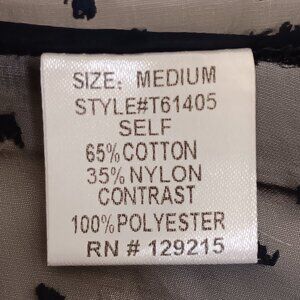 SIZE: MEDIUM
STYLE#T61405
SELF
65%COTTON
35%NYLON
CONTRAST
100%POLYESTER
RN # 129215